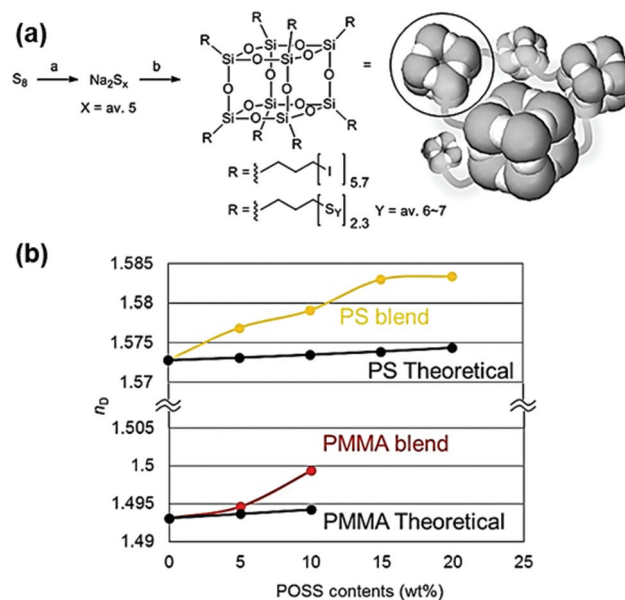 (a)
S8 a Na2Sx b
X = av. 5
R R R R
Si O Si Si O Si
O O O O
Si O Si Si O Si
R R R R
=
R = [ I ]5.7
R = [ SY ]2.3 Y = av. 6~7
(b)
1.585
1.58
1.575
1.57
1.505
1.5
1.495
1.49
nD
PS blend
PS Theoretical
PMMA blend
PMMA Theoretical
0 5 10 15 20 25
POSS contents (wt%)